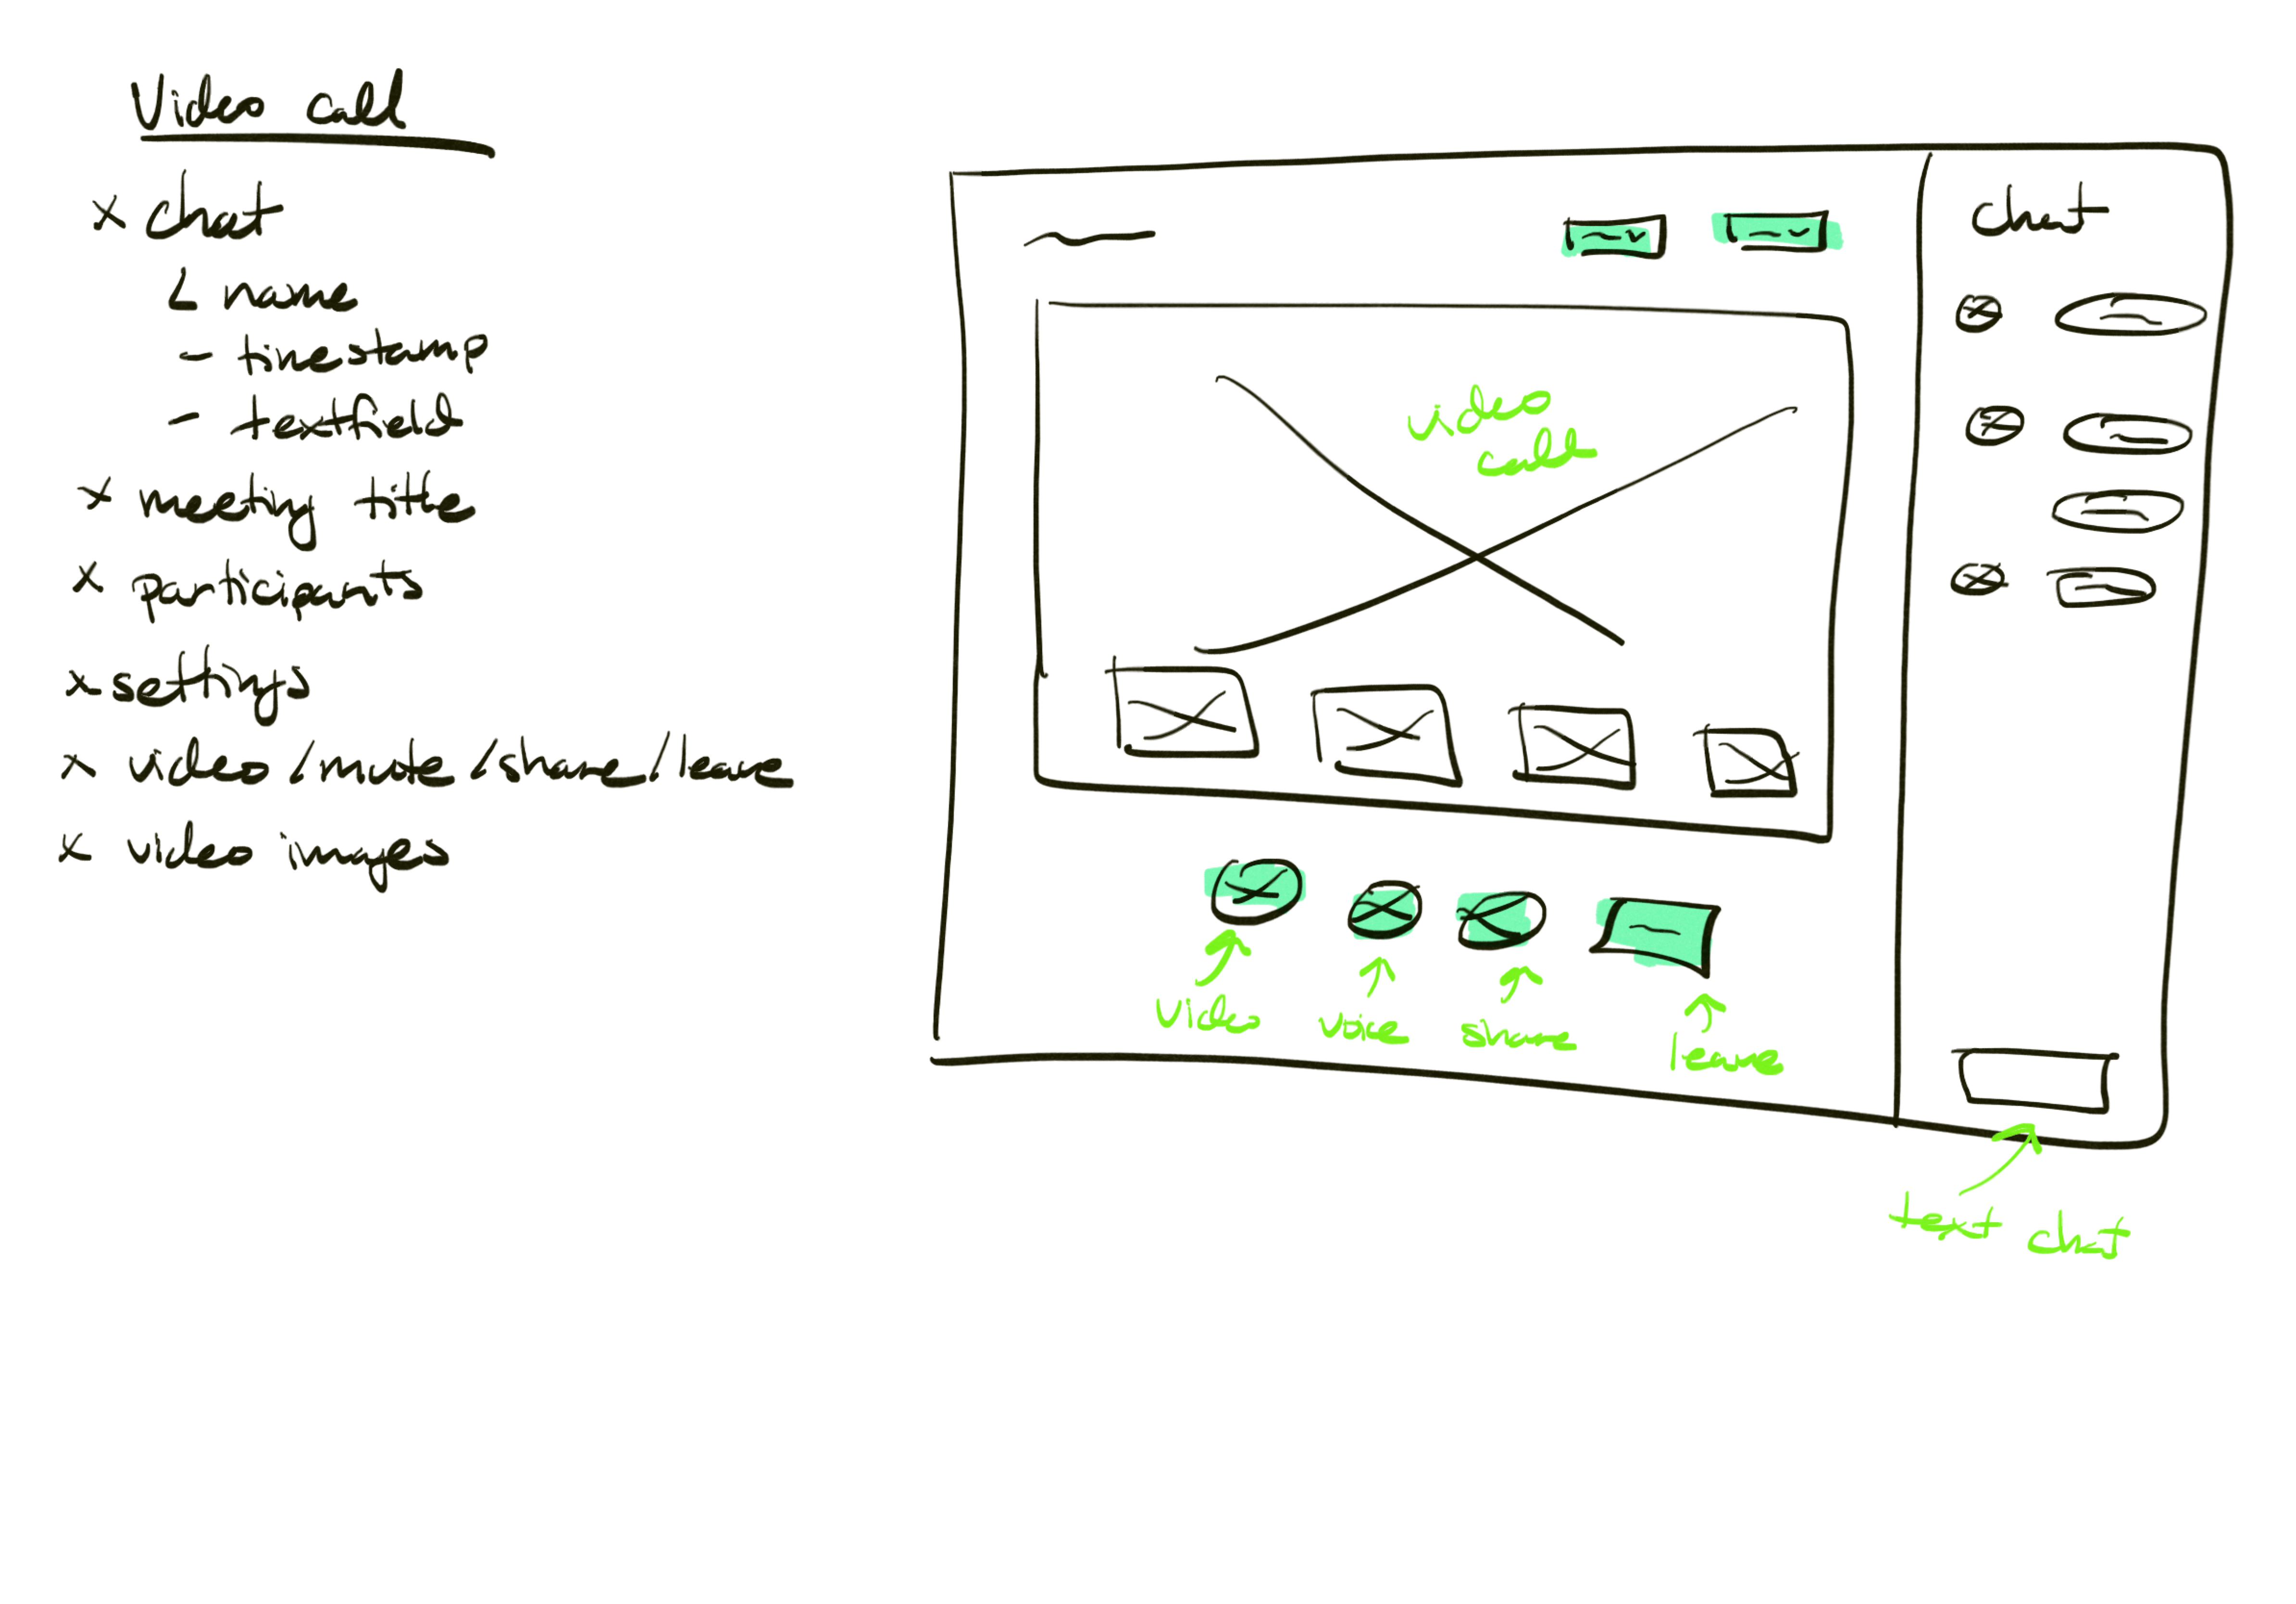 Video call
x chat
L name
- timestamp
- textfield
x meeting title
x participants
x settings
x video / mute / share / leave
x video images
chat
video
call
video
voice
share
leave
text chat